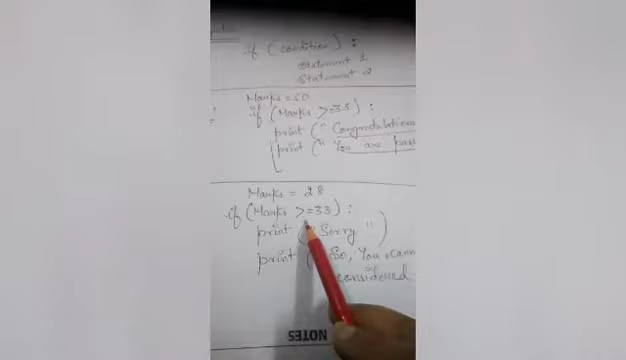 if (condition) :
Statement 1
Statement 2
Marks = 50
if (Marks >=33) :
print (" Congratulations
print (" You are pass
Marks = 28
if (Marks >=33) :
print ( "Sorry " )
print ( " So, You cann
considered
NOTES